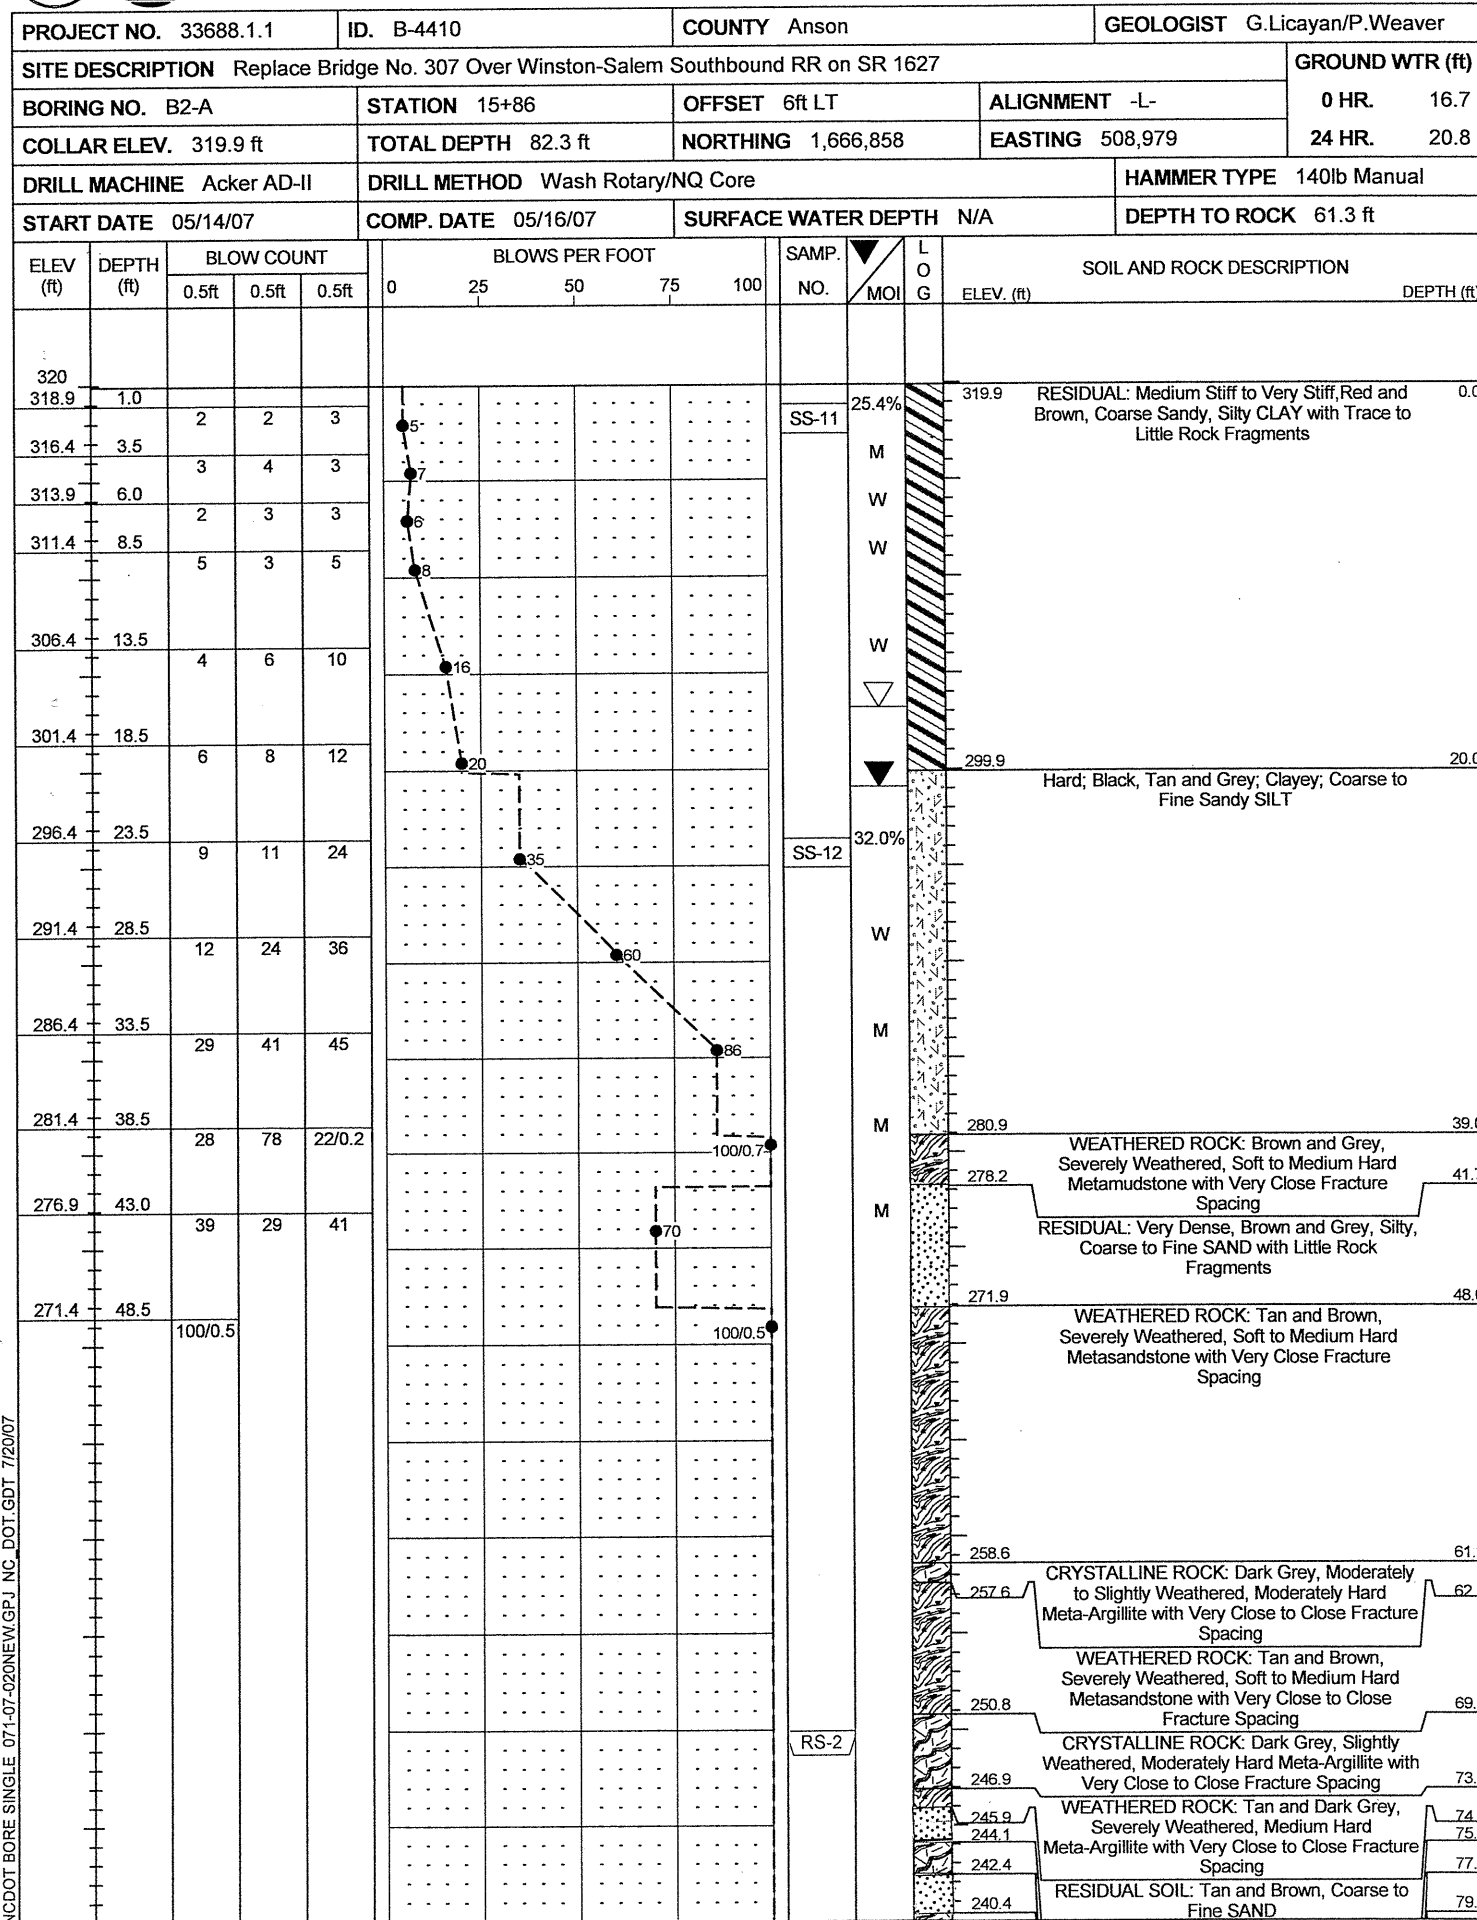 PROJECT NO. 33688.1.1 ID. B-4410 COUNTY Anson GEOLOGIST G.Licayan/P.Weaver
SITE DESCRIPTION Replace Bridge No. 307 Over Winston-Salem Southbound RR on SR 1627 GROUND WTR (ft)
BORING NO. B2-A STATION 15+86 OFFSET 6ft LT ALIGNMENT -L- 0 HR. 16.7
COLLAR ELEV. 319.9 ft TOTAL DEPTH 82.3 ft NORTHING 1,666,858 EASTING 508,979 24 HR. 20.8
DRILL MACHINE Acker AD-II DRILL METHOD Wash Rotary/NQ Core HAMMER TYPE 140lb Manual
START DATE 05/14/07 COMP. DATE 05/16/07 SURFACE WATER DEPTH N/A DEPTH TO ROCK 61.3 ft
ELEV (ft) DEPTH (ft) BLOW COUNT BLOWS PER FOOT SAMP. NO. MOI LOG SOIL AND ROCK DESCRIPTION
0.5ft 0.5ft 0.5ft 0 25 50 75 100 ELEV. (ft) DEPTH (ft)
320
318.9 1.0
2 2 3 5 SS-11 25.4%
316.4 3.5
3 4 3 7 M
313.9 6.0
2 3 3 6 W
311.4 8.5
5 3 5 8 W
306.4 13.5
4 6 10 16 W
301.4 18.5
6 8 12 20
296.4 23.5
9 11 24 35 SS-12 32.0%
291.4 28.5
12 24 36 60 W
286.4 33.5
29 41 45 86 M
281.4 38.5
28 78 22/0.2 100/0.7 M
276.9 43.0
39 29 41 70 M
271.4 48.5
100/0.5 100/0.5
RS-2
319.9 RESIDUAL: Medium Stiff to Very Stiff,Red and 0.0
Brown, Coarse Sandy, Silty CLAY with Trace to
Little Rock Fragments
299.9 20.0
Hard; Black, Tan and Grey; Clayey; Coarse to
Fine Sandy SILT
280.9 39.0
WEATHERED ROCK: Brown and Grey,
Severely Weathered, Soft to Medium Hard
278.2 Metamudstone with Very Close Fracture 41.
Spacing
RESIDUAL: Very Dense, Brown and Grey, Silty,
Coarse to Fine SAND with Little Rock
Fragments
271.9 48.0
WEATHERED ROCK: Tan and Brown,
Severely Weathered, Soft to Medium Hard
Metasandstone with Very Close Fracture
Spacing
258.6 61.
CRYSTALLINE ROCK: Dark Grey, Moderately
257.6 to Slightly Weathered, Moderately Hard 62.
Meta-Argillite with Very Close to Close Fracture
Spacing
WEATHERED ROCK: Tan and Brown,
Severely Weathered, Soft to Medium Hard
Metasandstone with Very Close to Close
250.8 Fracture Spacing 69.
CRYSTALLINE ROCK: Dark Grey, Slightly
Weathered, Moderately Hard Meta-Argillite with
246.9 Very Close to Close Fracture Spacing 73.
WEATHERED ROCK: Tan and Dark Grey,
245.9 Severely Weathered, Medium Hard 74.
244.1 Meta-Argillite with Very Close to Close Fracture 75.
242.4 Spacing 77.
RESIDUAL SOIL: Tan and Brown, Coarse to
240.4 Fine SAND 79.
NCDOT BORE SINGLE 071-07-020NEW.GPJ NC_DOT.GDT 7/20/07